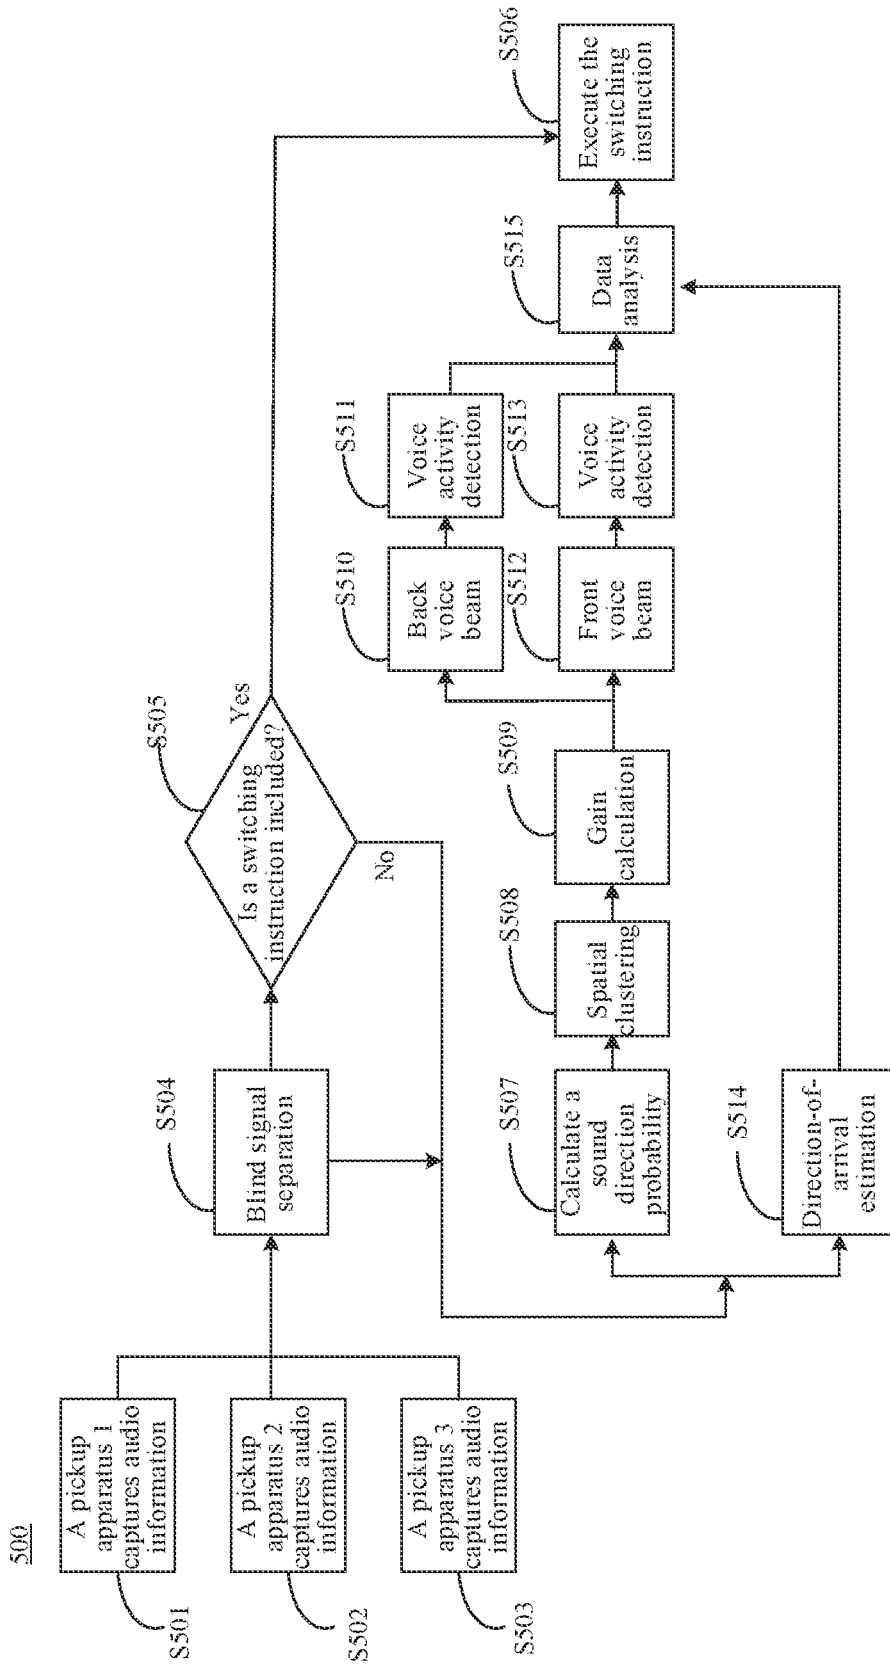 500
A pickup
apparatus 1
captures audio
information
S501
A pickup
apparatus 2
captures audio
information
S502
A pickup
apparatus 3
captures audio
information
S503
Blind signal
separation
S504
Is a switching
instruction included?
S505
Yes
No
Execute the
switching
instruction
S506
Calculate a
sound
direction
probability
S507
Spatial
clustering
S508
Gain
calculation
S509
Back
voice
beam
S510
Voice
activity
detection
S511
Front
voice
beam
S512
Voice
activity
detection
S513
Direction-of-
arrival
estimation
S514
Data
analysis
S515